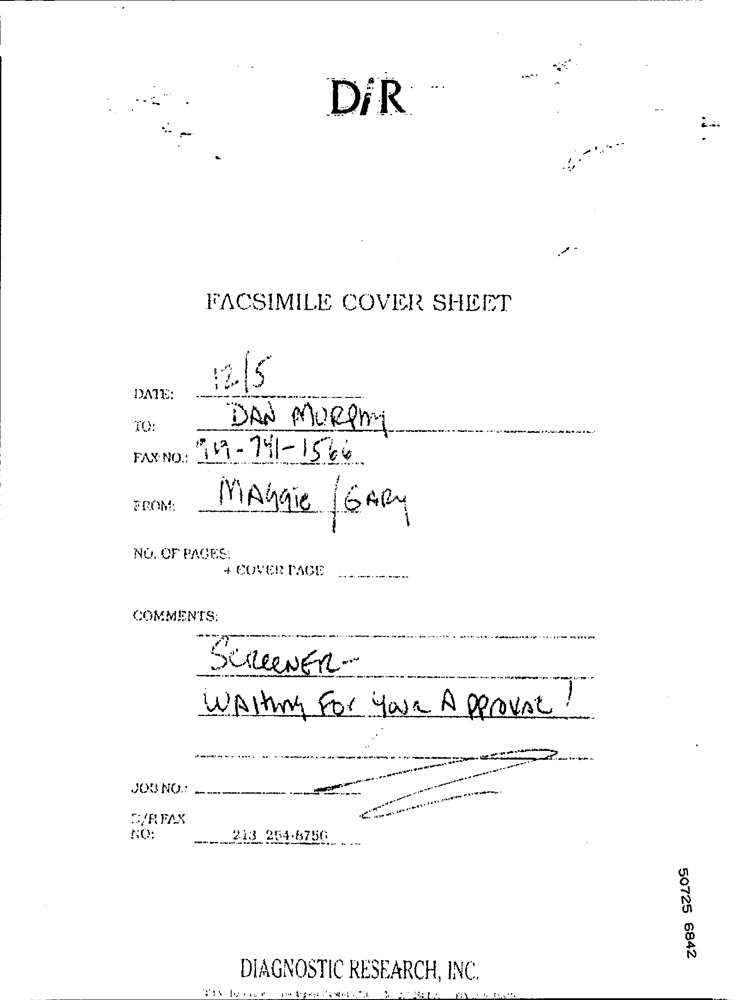 D/R
FACSIMILE COVER SHEET
DATE: 12/5
TO: DAN MURPHY
FAX NO.: 919-741-1566
FROM: MAGGIE / GARY
NO. OF PAGES:
+ COVER PAGE
COMMENTS:
SCREENER-
WAITING FOR YOUR APPROVAL!
JOB NO.:
D/R FAX
NO: 213 254-8756
50725 6842
DIAGNOSTIC RESEARCH, INC.